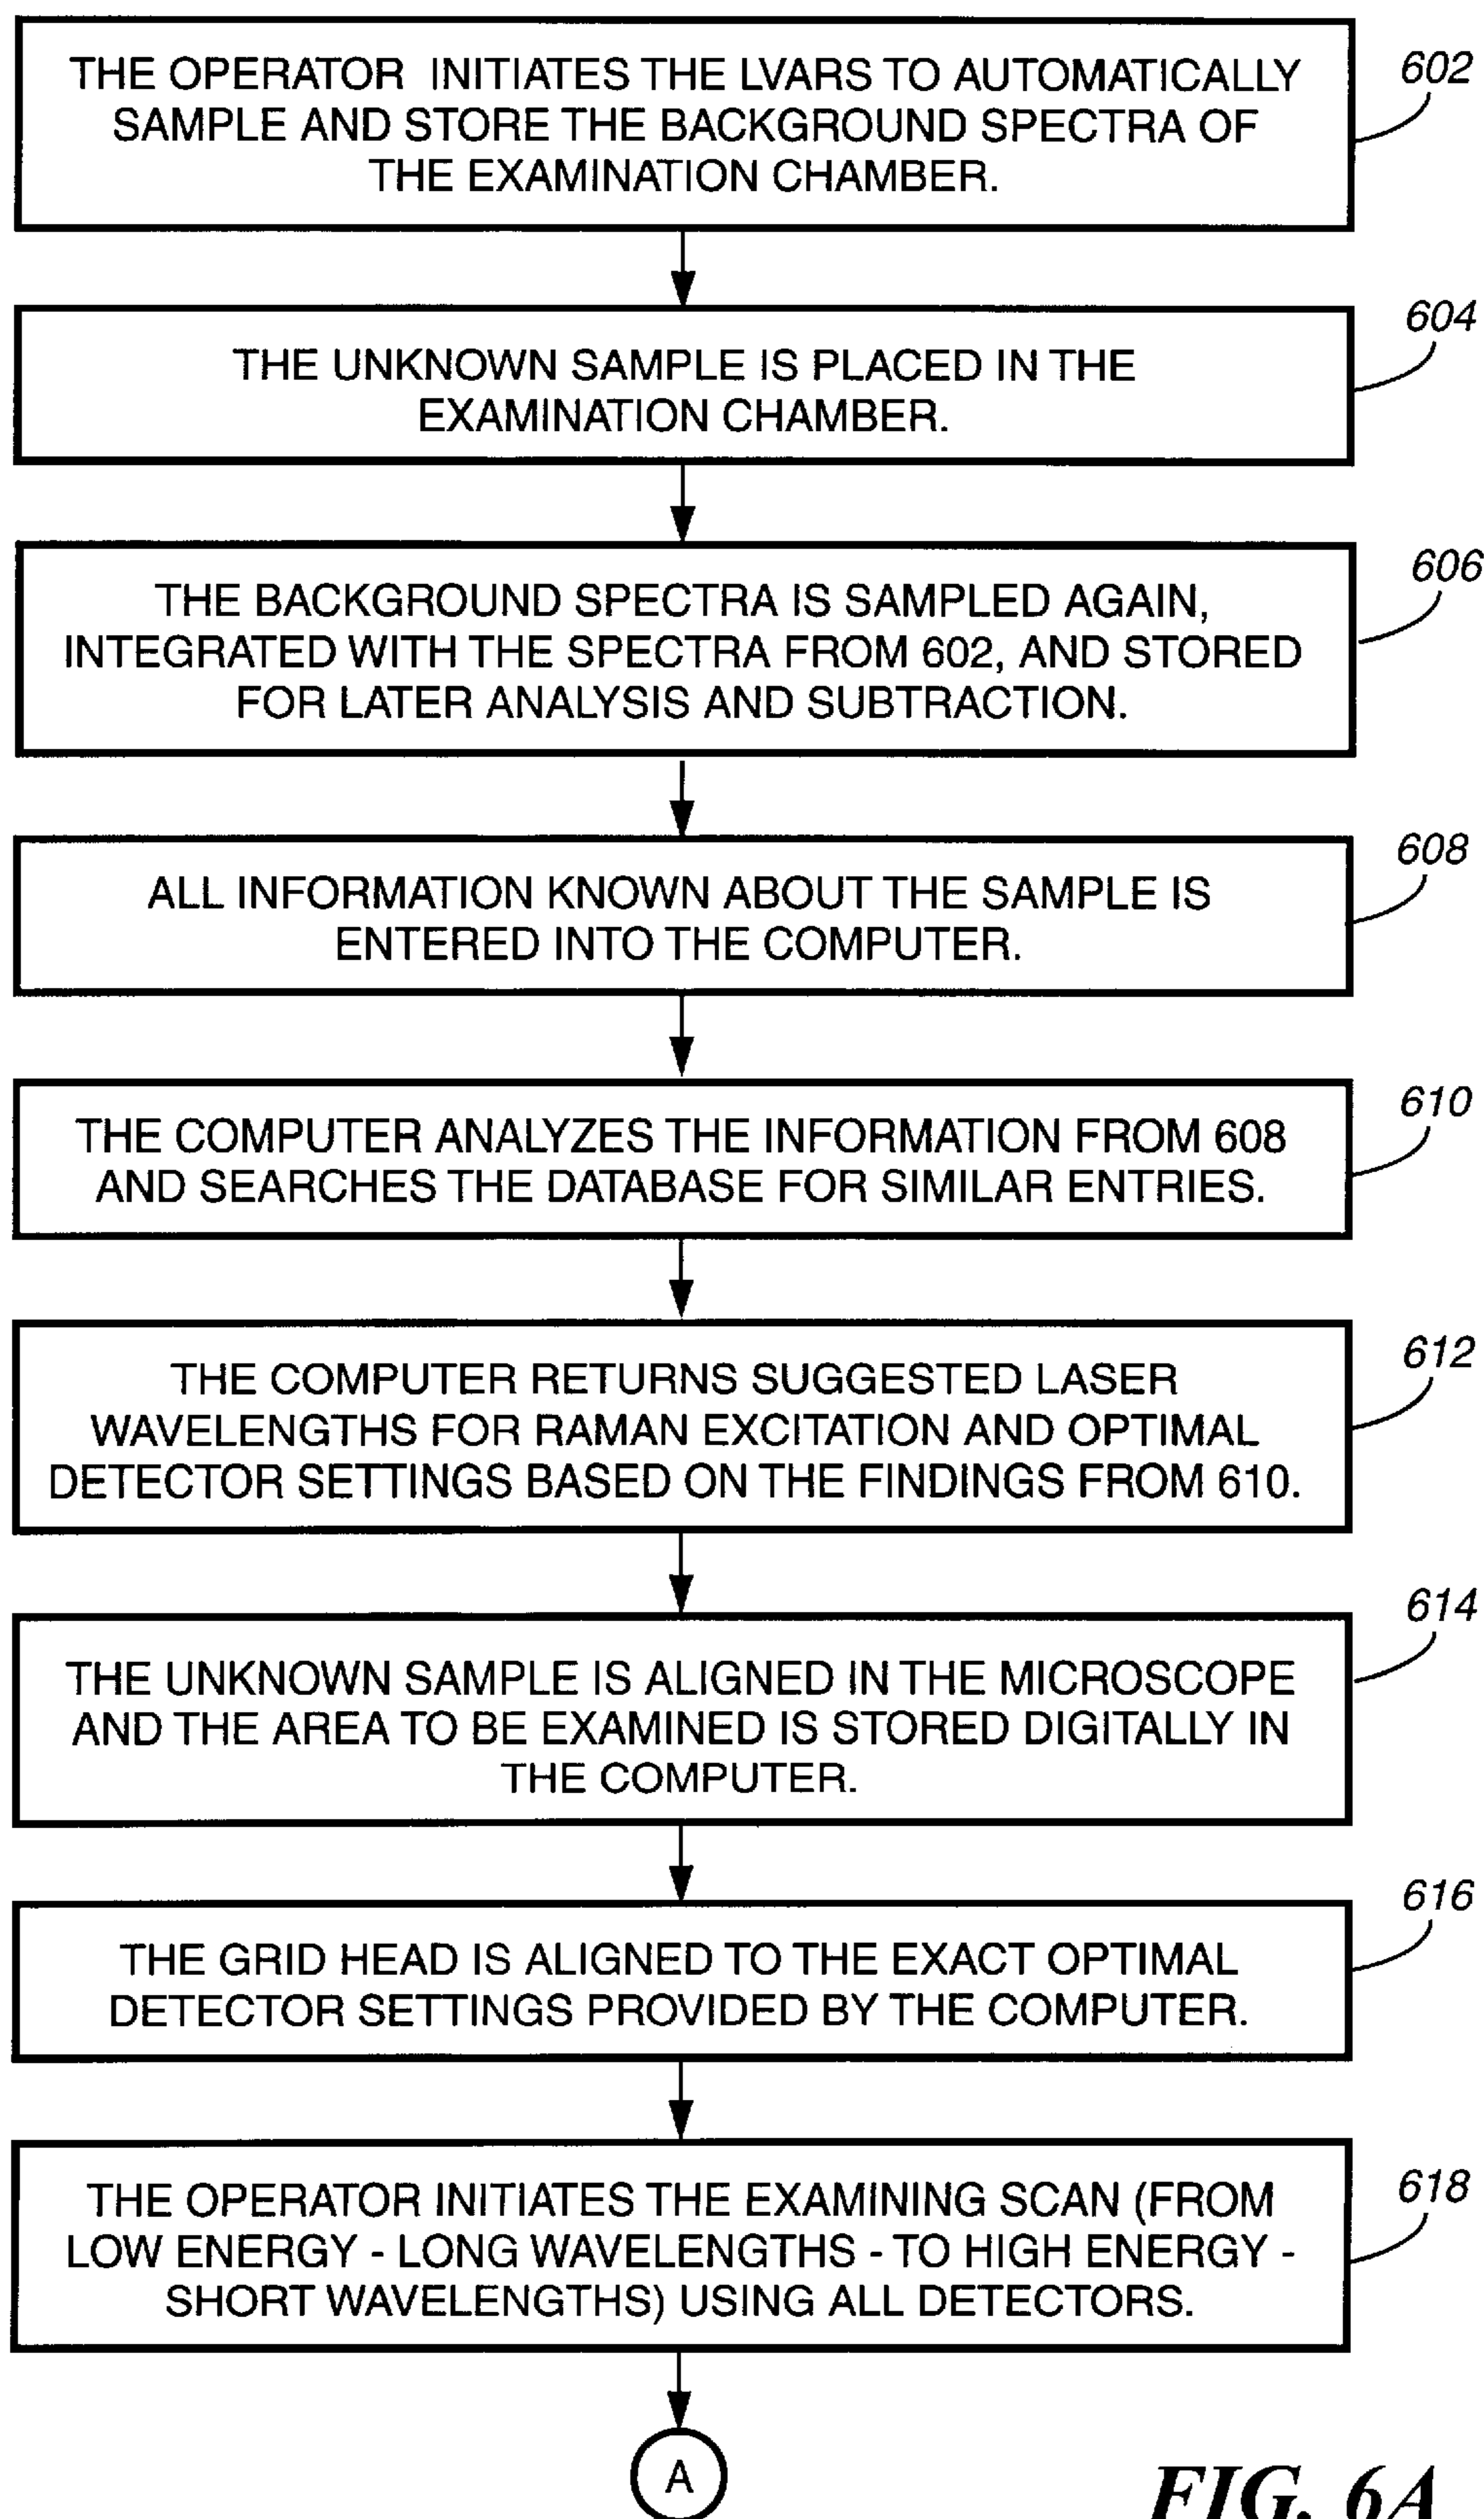 THE OPERATOR INITIATES THE LVARS TO AUTOMATICALLY
SAMPLE AND STORE THE BACKGROUND SPECTRA OF
THE EXAMINATION CHAMBER.
602
THE UNKNOWN SAMPLE IS PLACED IN THE
EXAMINATION CHAMBER.
604
THE BACKGROUND SPECTRA IS SAMPLED AGAIN,
INTEGRATED WITH THE SPECTRA FROM 602, AND STORED
FOR LATER ANALYSIS AND SUBTRACTION.
606
ALL INFORMATION KNOWN ABOUT THE SAMPLE IS
ENTERED INTO THE COMPUTER.
608
THE COMPUTER ANALYZES THE INFORMATION FROM 608
AND SEARCHES THE DATABASE FOR SIMILAR ENTRIES.
610
THE COMPUTER RETURNS SUGGESTED LASER
WAVELENGTHS FOR RAMAN EXCITATION AND OPTIMAL
DETECTOR SETTINGS BASED ON THE FINDINGS FROM 610.
612
THE UNKNOWN SAMPLE IS ALIGNED IN THE MICROSCOPE
AND THE AREA TO BE EXAMINED IS STORED DIGITALLY IN
THE COMPUTER.
614
THE GRID HEAD IS ALIGNED TO THE EXACT OPTIMAL
DETECTOR SETTINGS PROVIDED BY THE COMPUTER.
616
THE OPERATOR INITIATES THE EXAMINING SCAN (FROM
LOW ENERGY - LONG WAVELENGTHS - TO HIGH ENERGY -
SHORT WAVELENGTHS) USING ALL DETECTORS.
618
A
FIG. 6A